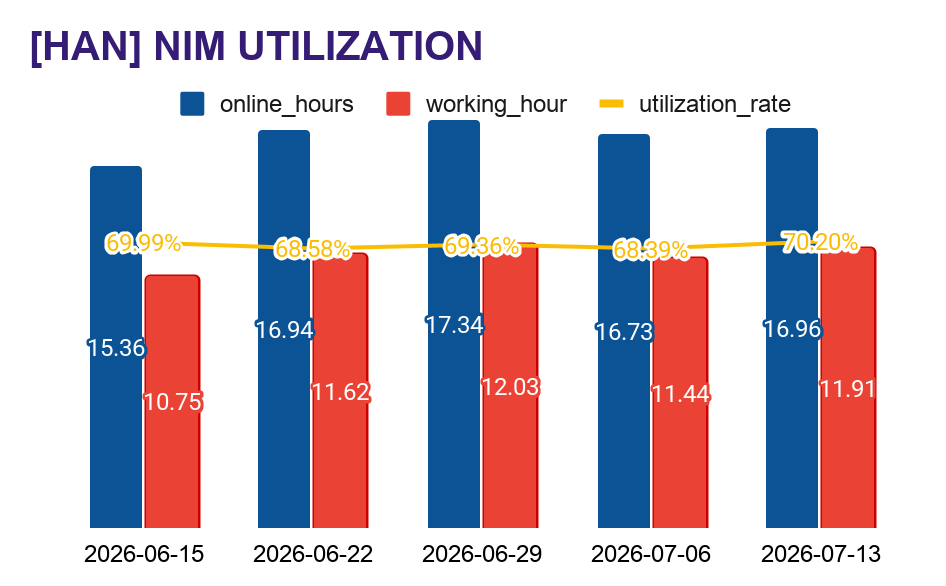 [HAN] NIM UTILIZATION
online_hours working_hour utilization_rate
69.99% 68.58% 69.36% 68.39% 70.20%
15.36 16.94 17.34 16.73 16.96
10.75 11.62 12.03 11.44 11.91
2026-06-15 2026-06-22 2026-06-29 2026-07-06 2026-07-13